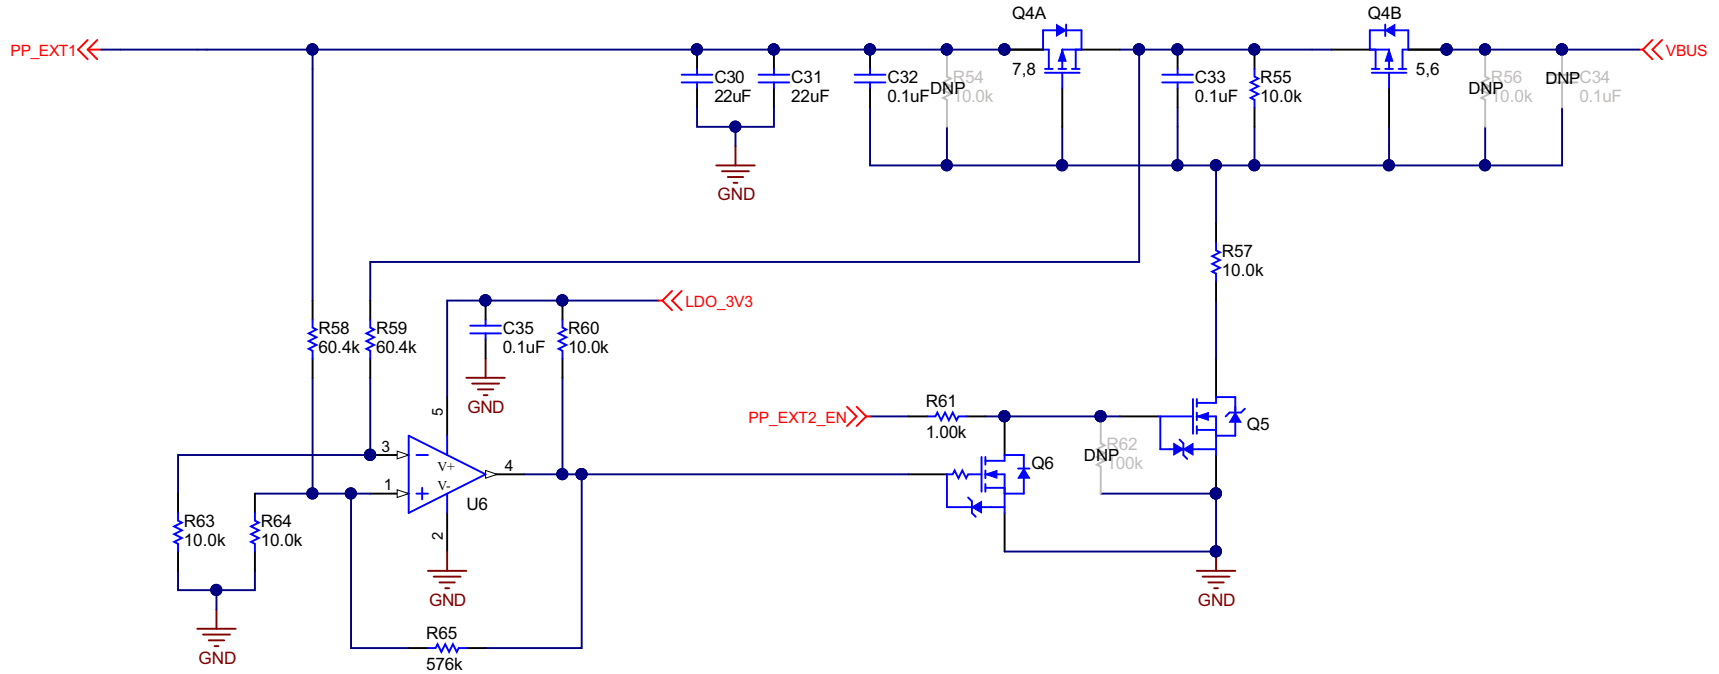 Q4A
Q4B
PP_EXT1
VBUS
7,8
5,6
C30
22uF
C31
22uF
C32
0.1uF
DNP
R54
10.0k
C33
0.1uF
R55
10.0k
DNP
R56
10.0k
DNP
C34
0.1uF
GND
R57
10.0k
LDO_3V3
R58
60.4k
R59
60.4k
C35
0.1uF
R60
10.0k
GND
PP_EXT2_EN
R61
1.00k
DNP
R62
100k
Q5
5
3
V+
4
1
V-
U6
2
Q6
R63
10.0k
R64
10.0k
GND
GND
GND
R65
576k